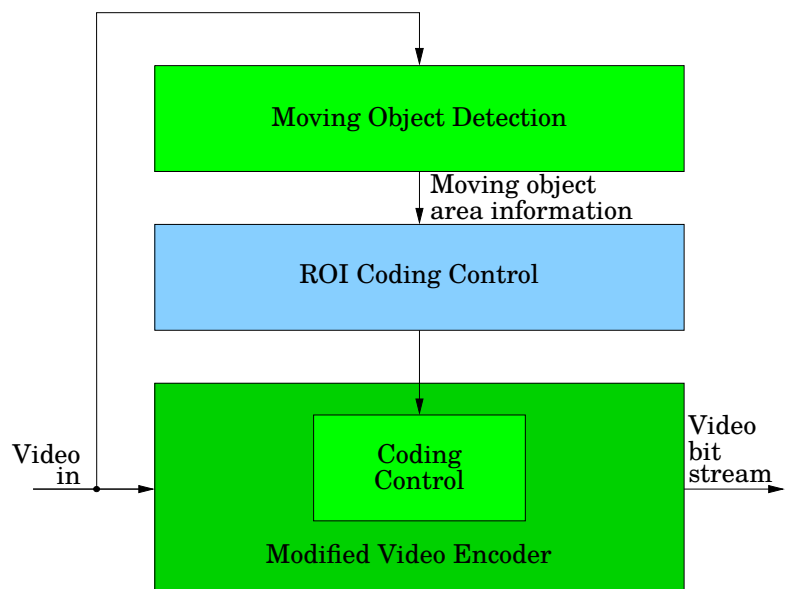 Moving Object Detection
Moving object
area information
ROI Coding Control
Video
in
Coding
Control
Modified Video Encoder
Video
bit
stream